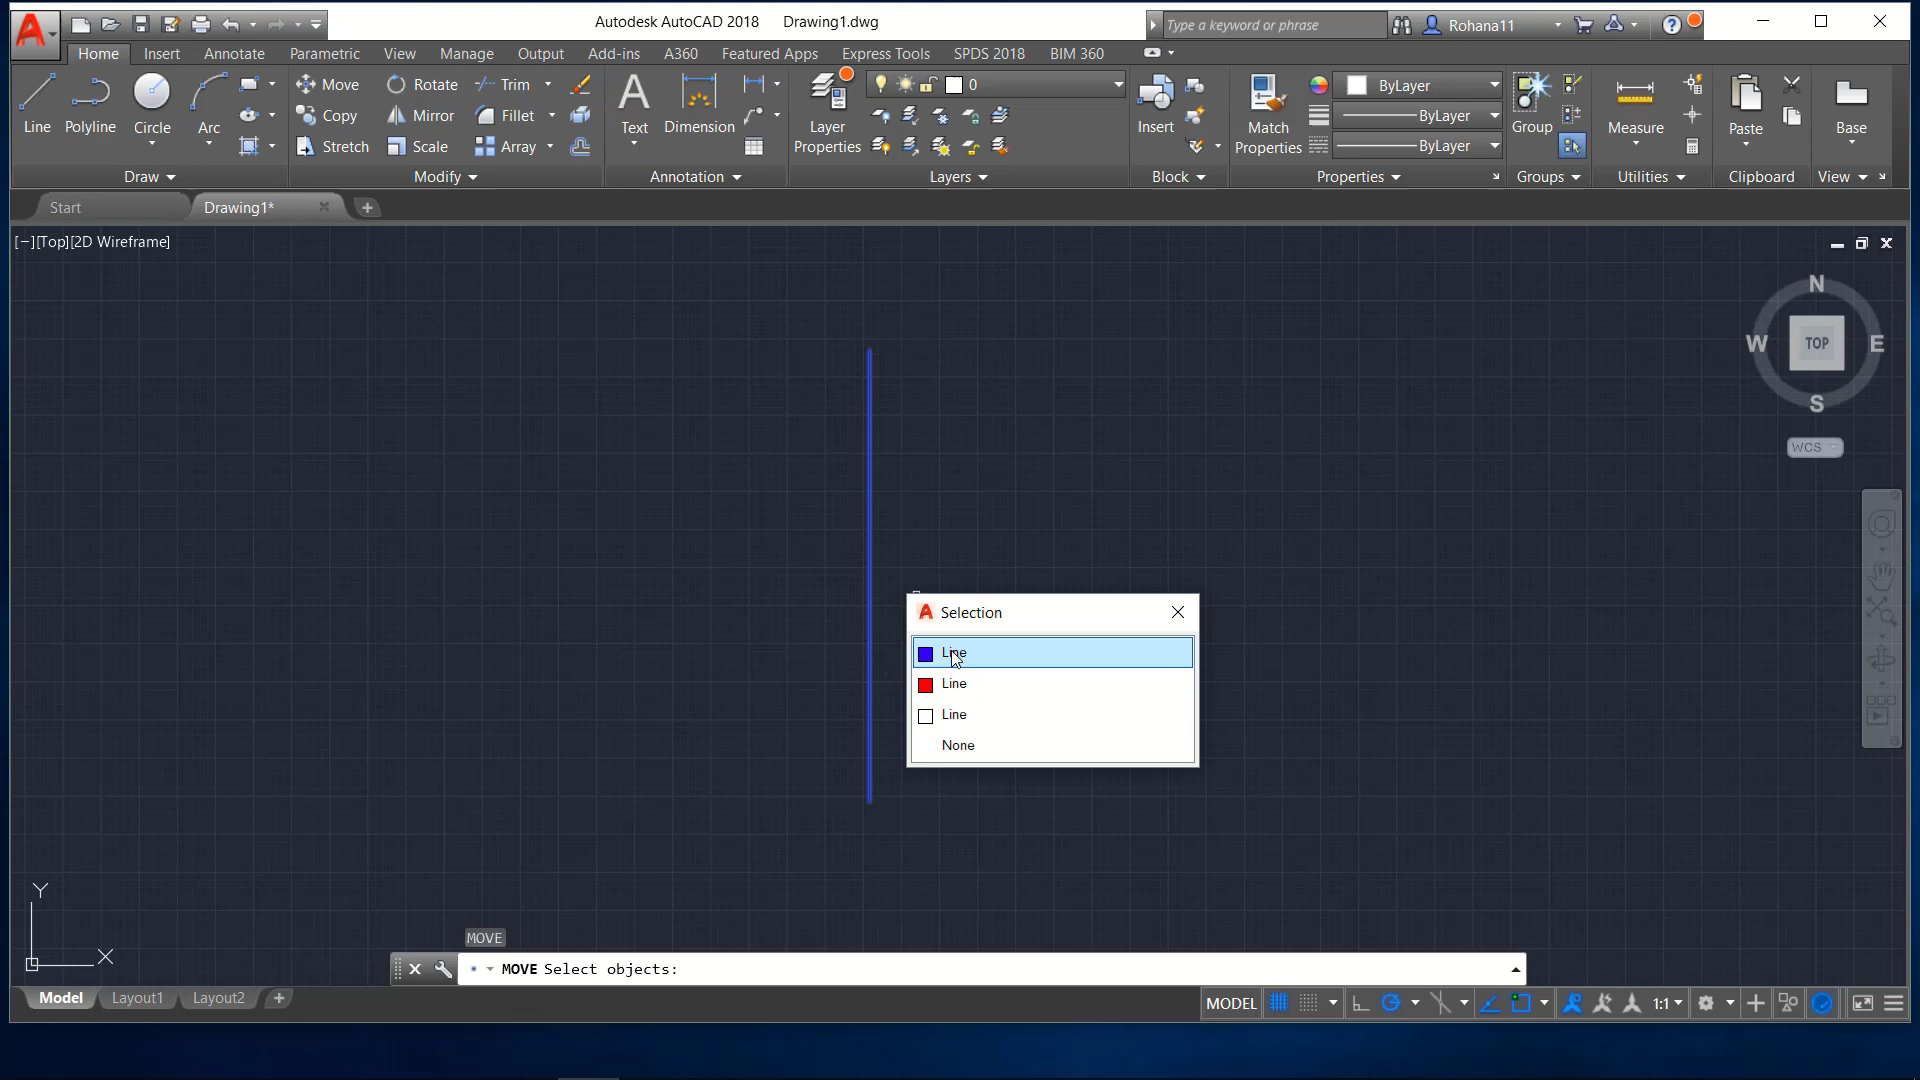 Autodesk AutoCAD 2018 Drawing1.dwg
Type a keyword or phrase
Rohana11
Home Insert Annotate Parametric View Manage Output Add-ins A360 Featured Apps Express Tools SPDS 2018 BIM 360
Line Polyline Circle Arc
Move Rotate Trim
Copy Mirror Fillet
Stretch Scale Array
Text Dimension
Layer Properties
0
Insert
Match Properties
ByLayer
ByLayer
ByLayer
Group
Measure
Paste
Base
Draw Modify Annotation Layers Block Properties Groups Utilities Clipboard View
Start Drawing1*
[−][Top][2D Wireframe]
N
W TOP E
S
WCS
Selection
Line
Line
Line
None
Y
X
MOVE
MOVE Select objects:
Model Layout1 Layout2
MODEL 1:1